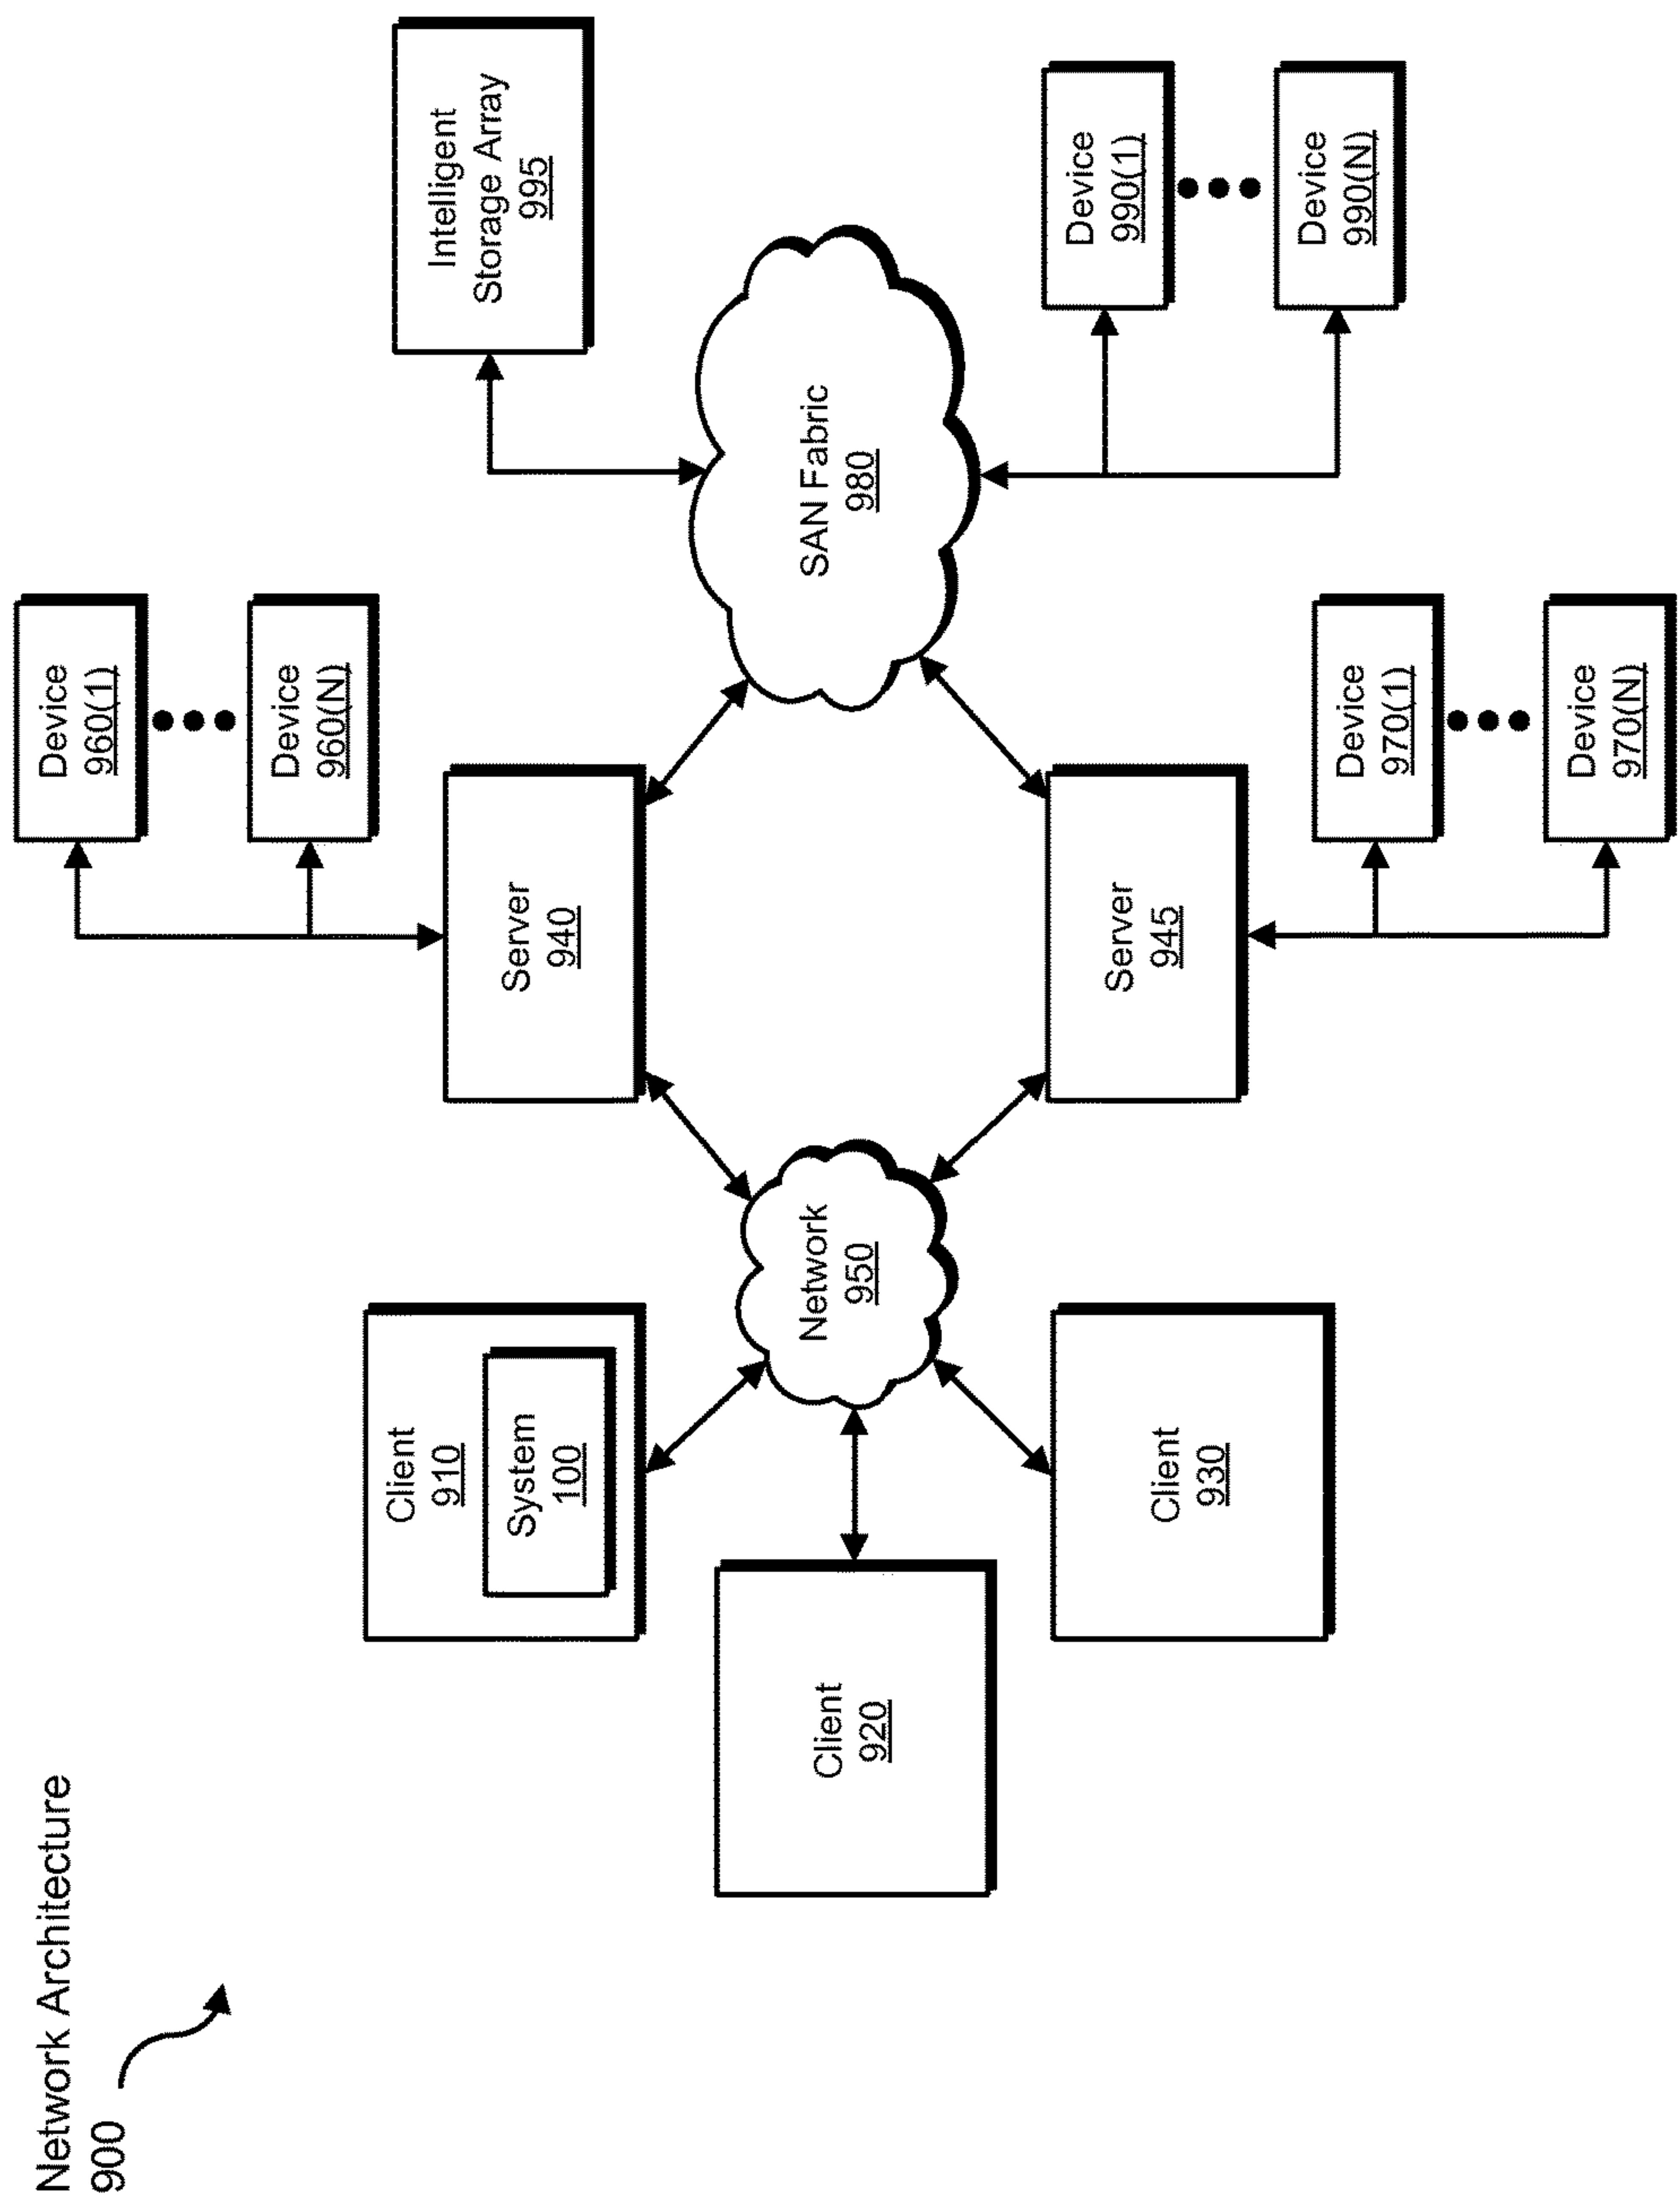 Network Architecture
900
Client
910
System
100
Client
920
Client
930
Network
950
Server
940
Server
945
Device
960(1)
Device
960(N)
Device
970(1)
Device
970(N)
SAN Fabric
980
Intelligent
Storage Array
995
Device
990(1)
Device
990(N)